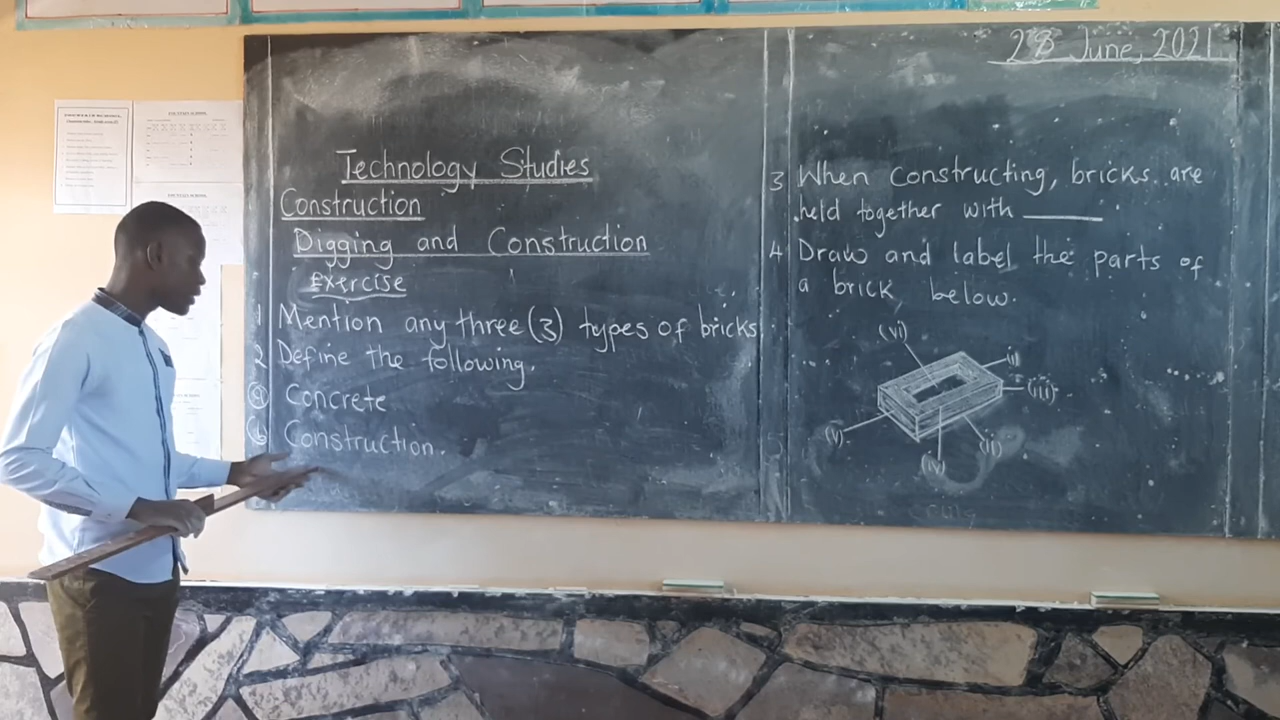 28 June, 2021
Technology Studies
Construction
Digging and Construction
Exercise
1 Mention any three (3) types of bricks
2 Define the following.
(a) Concrete
(b) Construction.
3 When constructing, bricks are
held together with ______
4 Draw and label the parts of
a brick below.
(vi)
(i)
(iii)
(v)
(ii)
(iv)